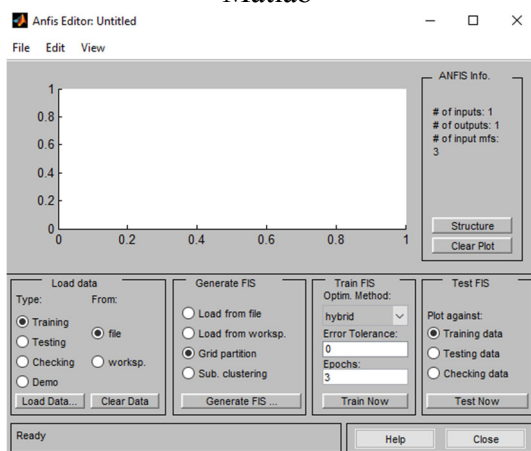 Matlab
Anfis Editor: Untitled
File Edit View
ANFIS Info.
# of inputs: 1
# of outputs: 1
# of input mfs:
3
Structure
Clear Plot
1
0.8
0.6
0.4
0.2
0
0 0.2 0.4 0.6 0.8 1
Load data
Type: From:
Training
Testing
Checking
Demo
file
worksp.
Load Data... Clear Data
Generate FIS
Load from file
Load from worksp.
Grid partition
Sub. clustering
Generate FIS ...
Train FIS
Optim. Method:
hybrid
Error Tolerance:
0
Epochs:
3
Train Now
Test FIS
Plot against:
Training data
Testing data
Checking data
Test Now
Ready
Help Close